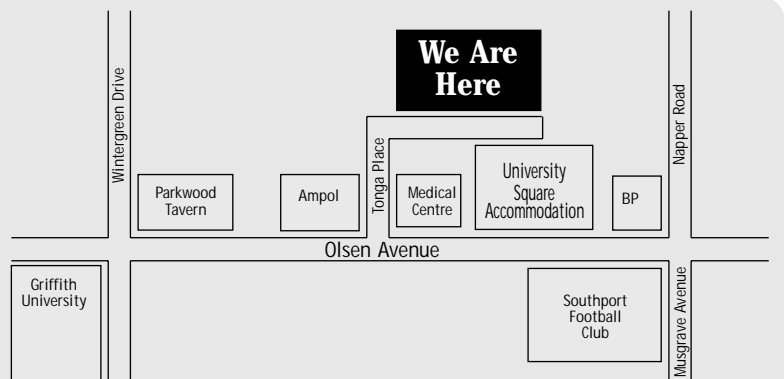 We Are
Here
Wintergreen Drive
Napper Road
Tonga Place
Parkwood
Tavern
Ampol
Medical
Centre
University
Square
Accommodation
BP
Olsen Avenue
Griffith
University
Southport
Football
Club
Musgrave Avenue